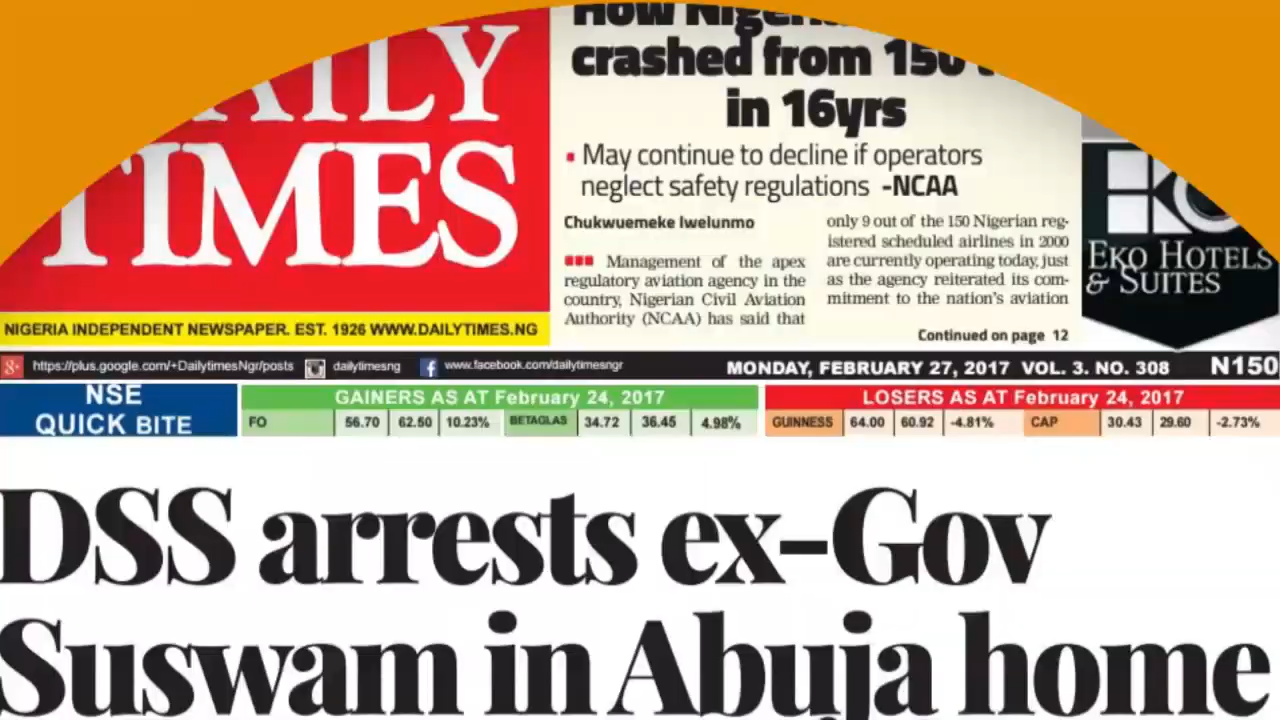 TIMES
NIGERIA INDEPENDENT NEWSPAPER. EST. 1926 WWW.DAILYTIMES.NG
How
crashed from
in 16yrs
May continue to decline if operators
neglect safety regulations -NCAA
Chukwuemeke Iwelunmo
Management of the apex
regulatory aviation agency in the
country, Nigerian Civil Aviation
Authority (NCAA) has said that
only 9 out of the 150 Nigerian reg-
istered scheduled airlines in 2000
are currently operating today, just
as the agency reiterated its com-
mitment to the nation's aviation
Continued on page 12
EKO HOTELS
& SUITES
https://plus.google.com/+DailytimesNgr/posts dailytimesng www.facebook.com/dailytimesngr MONDAY, FEBRUARY 27, 2017 VOL. 3. NO. 308 N150
NSE
QUICK BITE
GAINERS AS AT February 24, 2017
FO 56.70 62.50 10.23% BETAGLAS 34.72 36.45 4.98%
LOSERS AS AT February 24, 2017
GUINNESS 64.00 60.92 -4.81% CAP 30.43 29.60 -2.73%
DSS arrests ex-Gov
Suswam in Abuja home